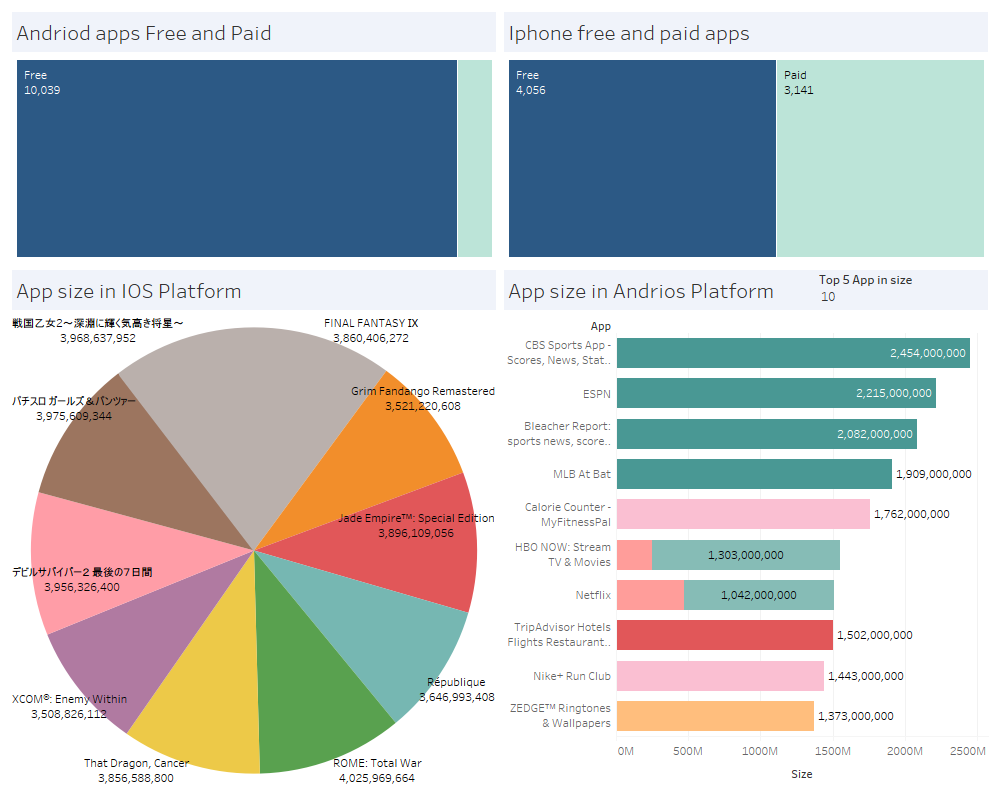 Andriod apps Free and Paid
Free
10,039
Iphone free and paid apps
Free
4,056
Paid
3,141
App size in IOS Platform
戦国乙女2～深淵に輝く気高き将星～
3,968,637,952
FINAL FANTASY Ⅸ
3,860,406,272
Grim Fandango Remastered
3,521,220,608
パチスロ ガールズ&パンツァー
3,975,609,344
Jade Empire™: Special Edition
3,896,109,056
デビルサバイバー2 最後の7日間
3,956,326,400
République
3,646,993,408
XCOM®: Enemy Within
3,508,826,112
That Dragon, Cancer
3,856,588,800
ROME: Total War
4,025,969,664
App size in Andrios Platform
Top 5 App in size
10
App
CBS Sports App -
Scores, News, Stat..
2,454,000,000
ESPN
2,215,000,000
Bleacher Report:
sports news, score..
2,082,000,000
MLB At Bat
1,909,000,000
Calorie Counter -
MyFitnessPal
1,762,000,000
HBO NOW: Stream
TV & Movies
1,303,000,000
Netflix
1,042,000,000
TripAdvisor Hotels
Flights Restaurant..
1,502,000,000
Nike+ Run Club
1,443,000,000
ZEDGE™ Ringtones
& Wallpapers
1,373,000,000
0M 500M 1000M 1500M 2000M 2500M
Size